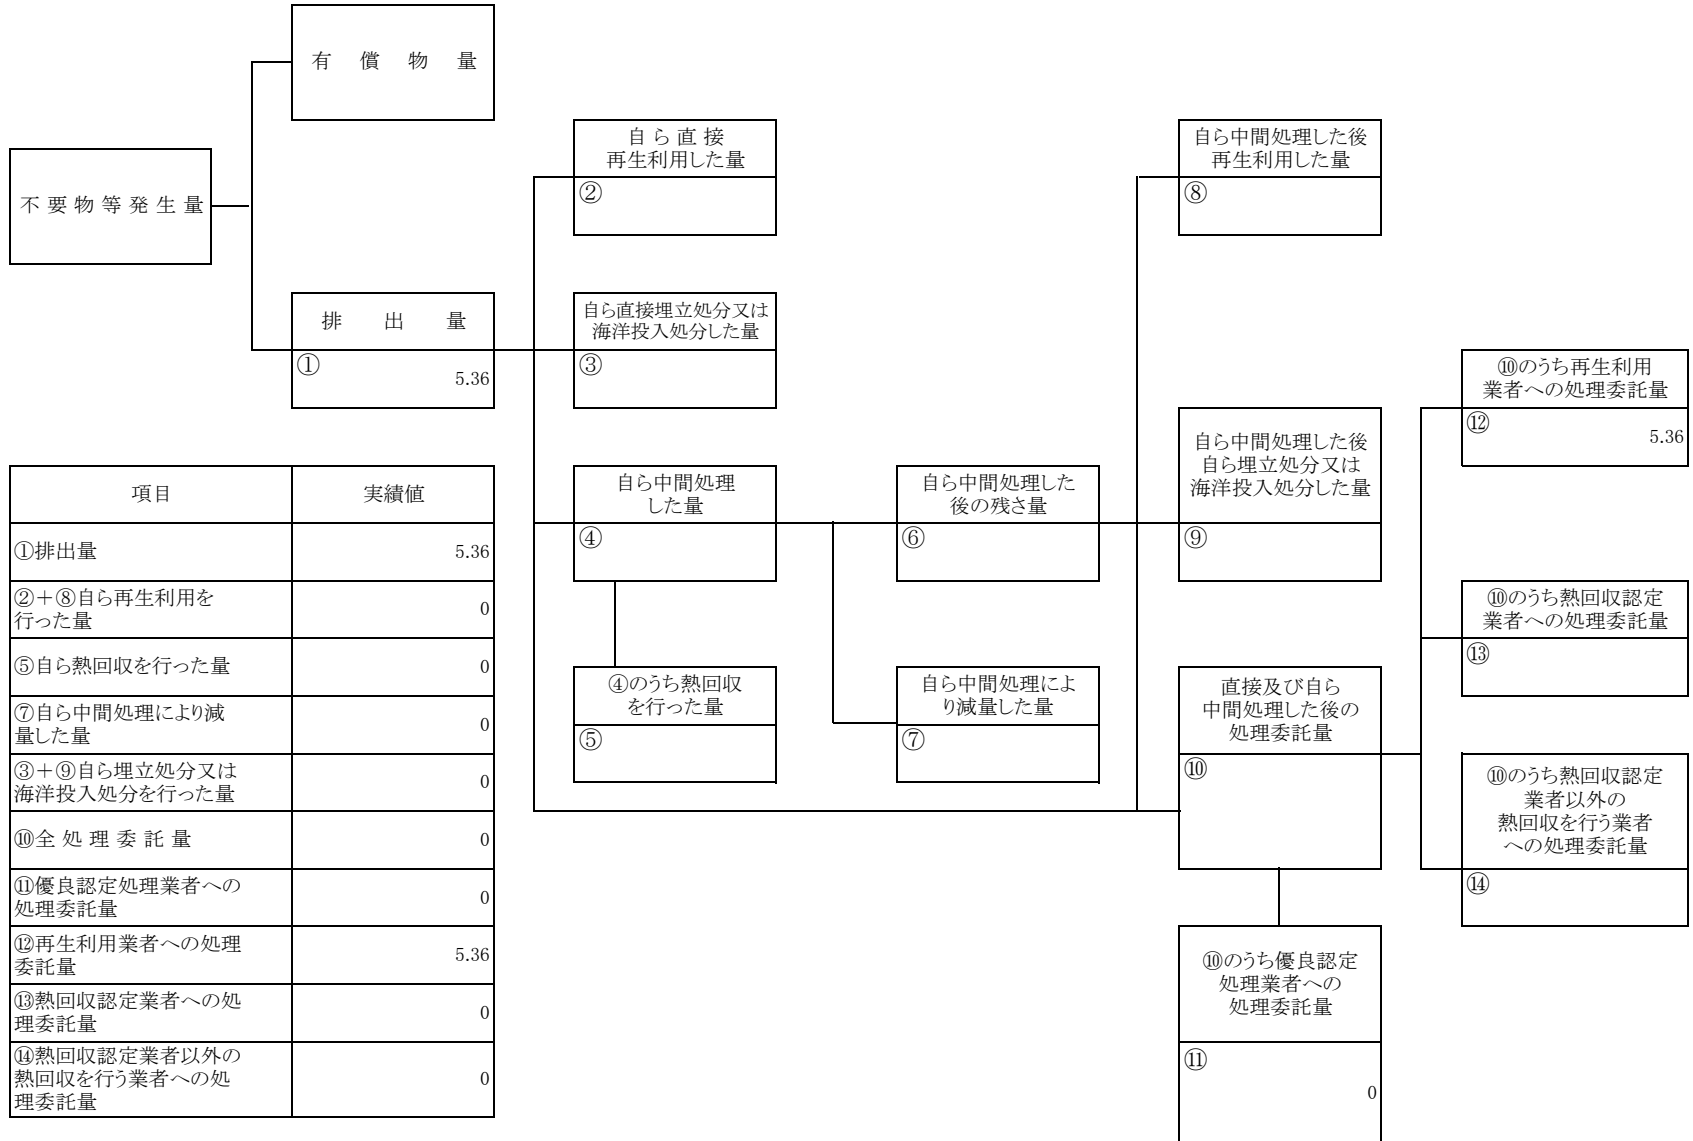 有償物量
不要物等発生量
排出量
①
5.36
自ら直接
再生利用した量
②
自ら直接埋立処分又は
海洋投入処分した量
③
自ら中間処理
した量
④
④のうち熱回収
を行った量
⑤
自ら中間処理した
後の残さ量
⑥
自ら中間処理によ
り減量した量
⑦
自ら中間処理した後
再生利用した量
⑧
自ら中間処理した後
自ら埋立処分又は
海洋投入処分した量
⑨
直接及び自ら
中間処理した後の
処理委託量
⑩
⑩のうち優良認定
処理業者への
処理委託量
⑪
0
⑩のうち再生利用
業者への処理委託量
⑫
5.36
⑩のうち熱回収認定
業者への処理委託量
⑬
⑩のうち熱回収認定
業者以外の
熱回収を行う業者
への処理委託量
⑭
項目 実績値
①排出量 5.36
②＋⑧自ら再生利用を
行った量 0
⑤自ら熱回収を行った量 0
⑦自ら中間処理により減
量した量 0
③＋⑨自ら埋立処分又は
海洋投入処分を行った量 0
⑩全処理委託量 0
⑪優良認定処理業者への
処理委託量 0
⑫再生利用業者への処理
委託量 5.36
⑬熱回収認定業者への処
理委託量 0
⑭熱回収認定業者以外の
熱回収を行う業者への処
理委託量 0